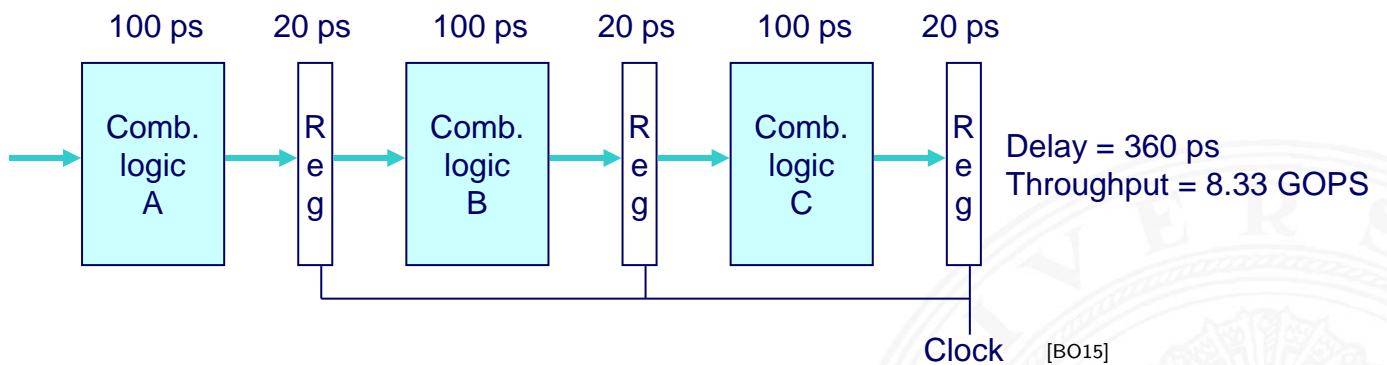 100 ps
20 ps
100 ps
20 ps
100 ps
20 ps
Comb.
logic
A
R
e
g
Comb.
logic
B
R
e
g
Comb.
logic
C
R
e
g
Delay = 360 ps
Throughput = 8.33 GOPS
Clock
[BO15]
I V E R S